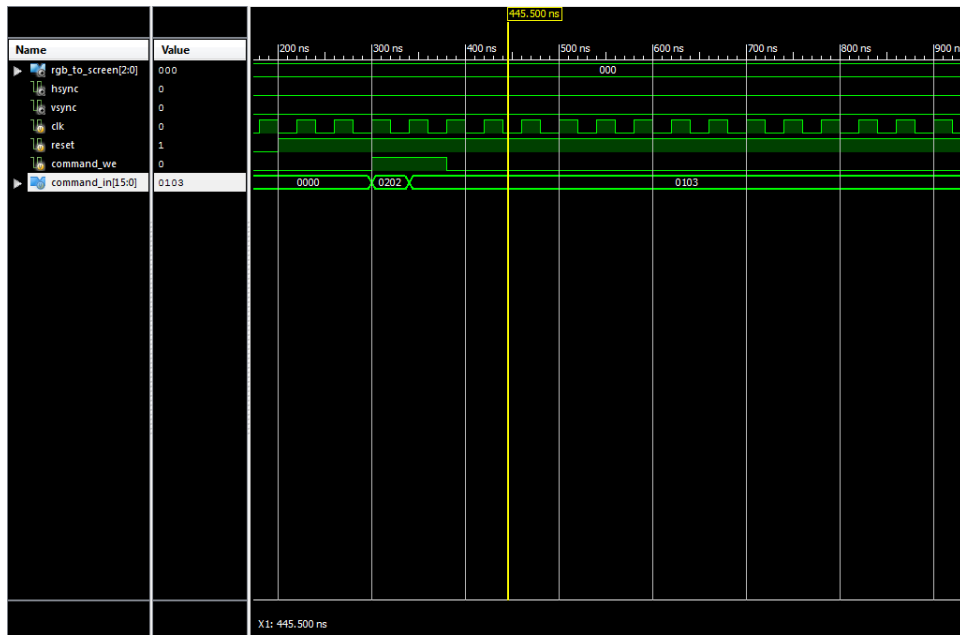 445.500 ns
Name Value
200 ns 300 ns 400 ns 500 ns 600 ns 700 ns 800 ns 900 n
rgb_to_screen[2:0] 000 000
hsync 0
vsync 0
clk 0
reset 1
command_we 0
command_in[15:0] 0103 0000 0202 0103
X1: 445.500 ns